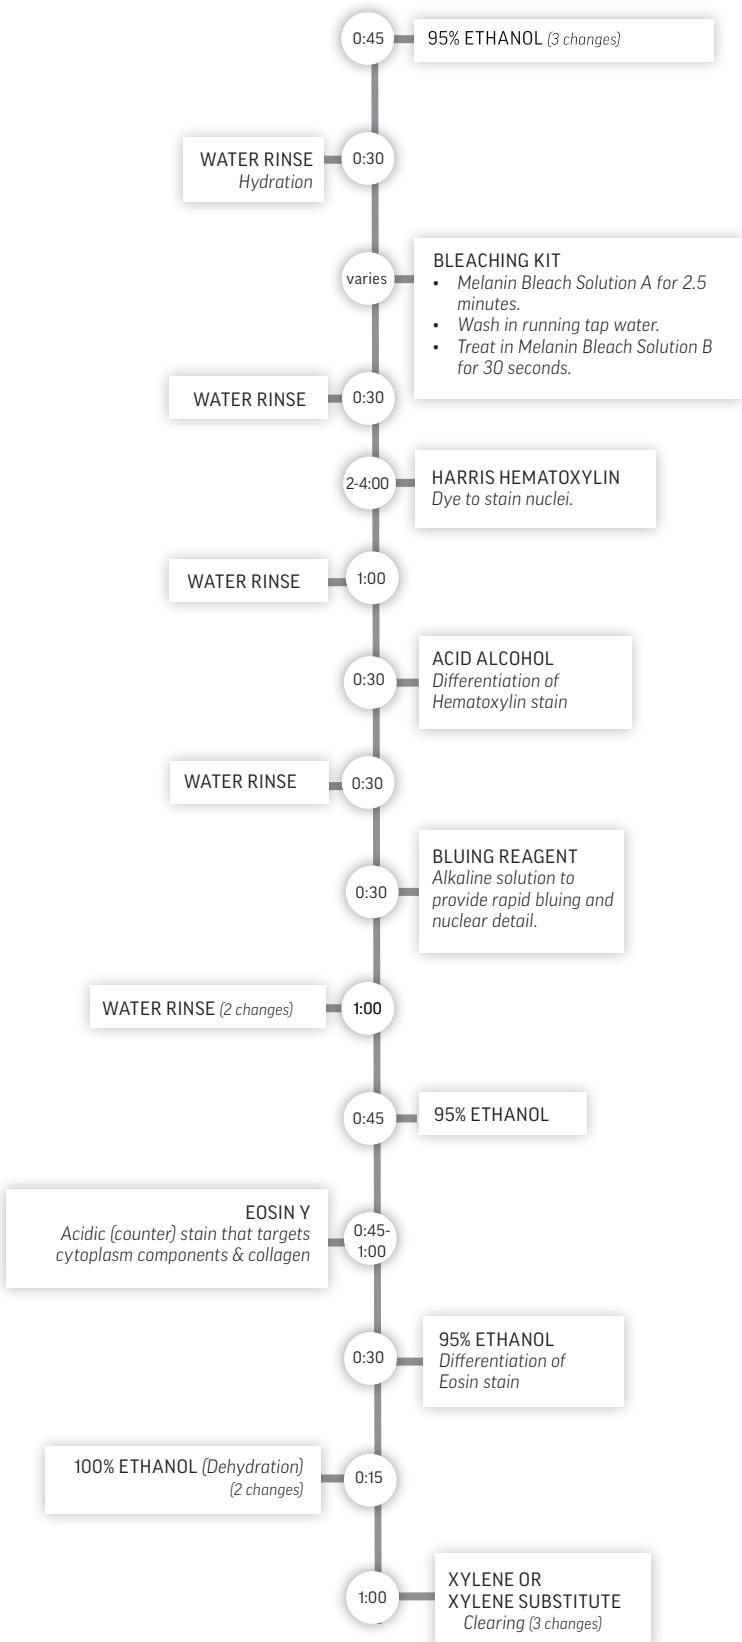 0:45
95% ETHANOL (3 changes)
WATER RINSE
Hydration
0:30
varies
BLEACHING KIT
• Melanin Bleach Solution A for 2.5
minutes.
• Wash in running tap water.
• Treat in Melanin Bleach Solution B
for 30 seconds.
WATER RINSE
0:30
2-4:00
HARRIS HEMATOXYLIN
Dye to stain nuclei.
WATER RINSE
1:00
0:30
ACID ALCOHOL
Differentiation of
Hematoxylin stain
WATER RINSE
0:30
0:30
BLUING REAGENT
Alkaline solution to
provide rapid bluing and
nuclear detail.
WATER RINSE (2 changes)
1:00
0:45
95% ETHANOL
EOSIN Y
Acidic (counter) stain that targets
cytoplasm components & collagen
0:45-
1:00
0:30
95% ETHANOL
Differentiation of
Eosin stain
100% ETHANOL (Dehydration)
(2 changes)
0:15
1:00
XYLENE OR
XYLENE SUBSTITUTE
Clearing (3 changes)